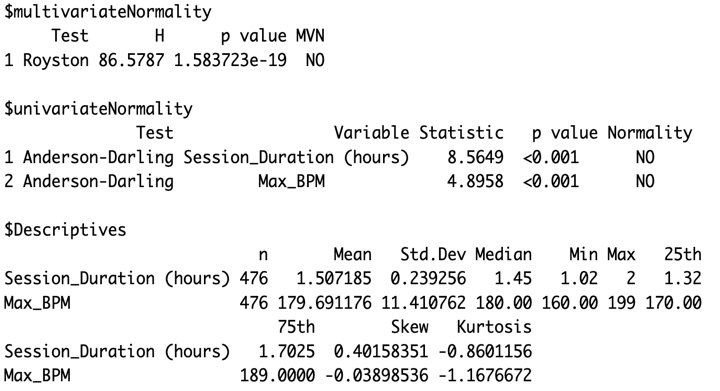 $multivariateNormality
     Test       H      p value MVN
1 Royston 86.5787 1.583723e-19  NO

$univariateNormality
              Test                 Variable Statistic   p value Normality
1 Anderson-Darling Session_Duration (hours)    8.5649  <0.001      NO
2 Anderson-Darling         Max_BPM             4.8958  <0.001      NO

$Descriptives
                           n       Mean   Std.Dev Median    Min Max   25th
Session_Duration (hours) 476   1.507185  0.239256   1.45   1.02   2   1.32
Max_BPM                  476 179.691176 11.410762 180.00 160.00 199 170.00
                             75th        Skew   Kurtosis
Session_Duration (hours)   1.7025  0.40158351 -0.8601156
Max_BPM                  189.0000 -0.03898536 -1.1676672